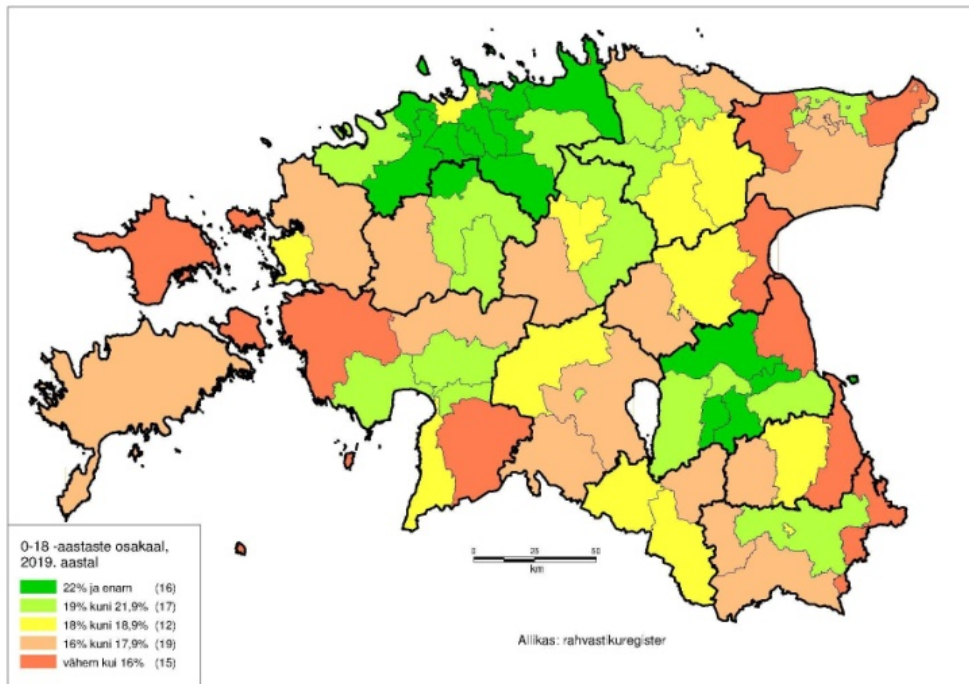 0-18 -aastaste osakaal,
2019. aastal
22% ja enam (16)
19% kuni 21,9% (17)
18% kuni 18,9% (12)
16% kuni 17,9% (19)
vähem kui 16% (15)
0 25 50
km
Allikas: rahvastikuregister